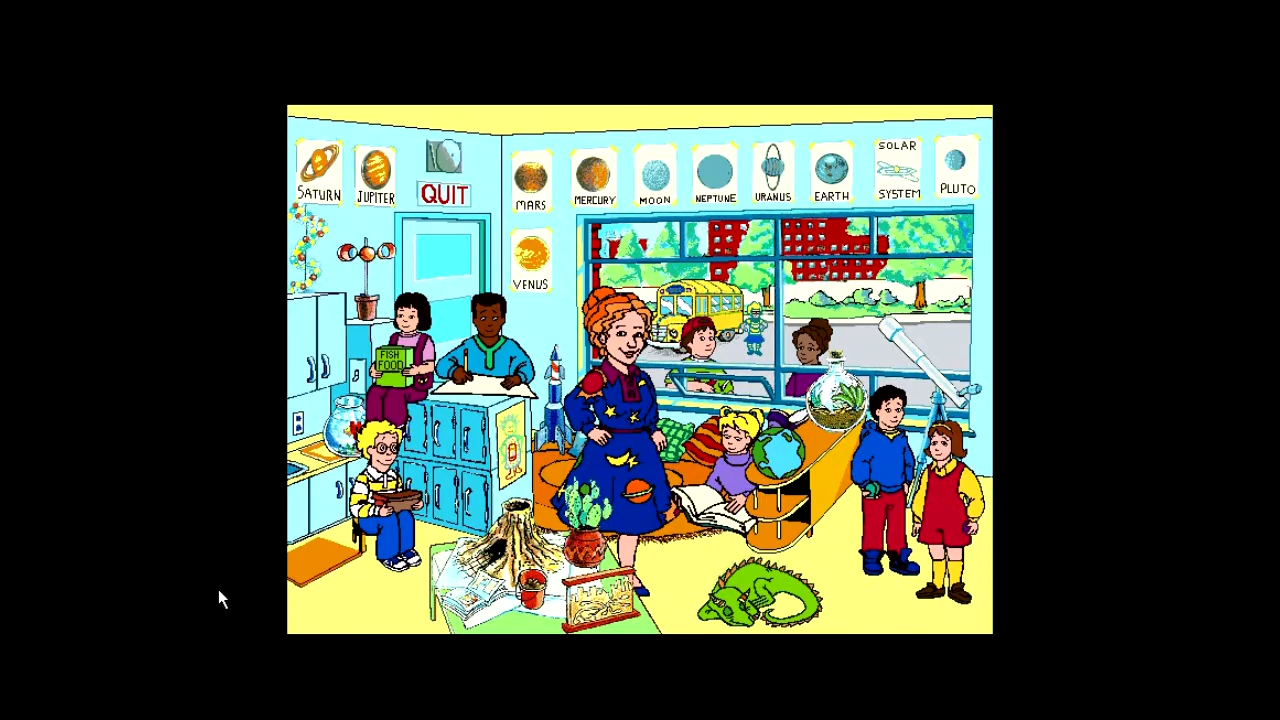 SATURN
JUPITER
QUIT
MARS
MERCURY
MOON
NEPTUNE
URANUS
EARTH
SOLAR
SYSTEM
PLUTO
VENUS
FISH
FOOD